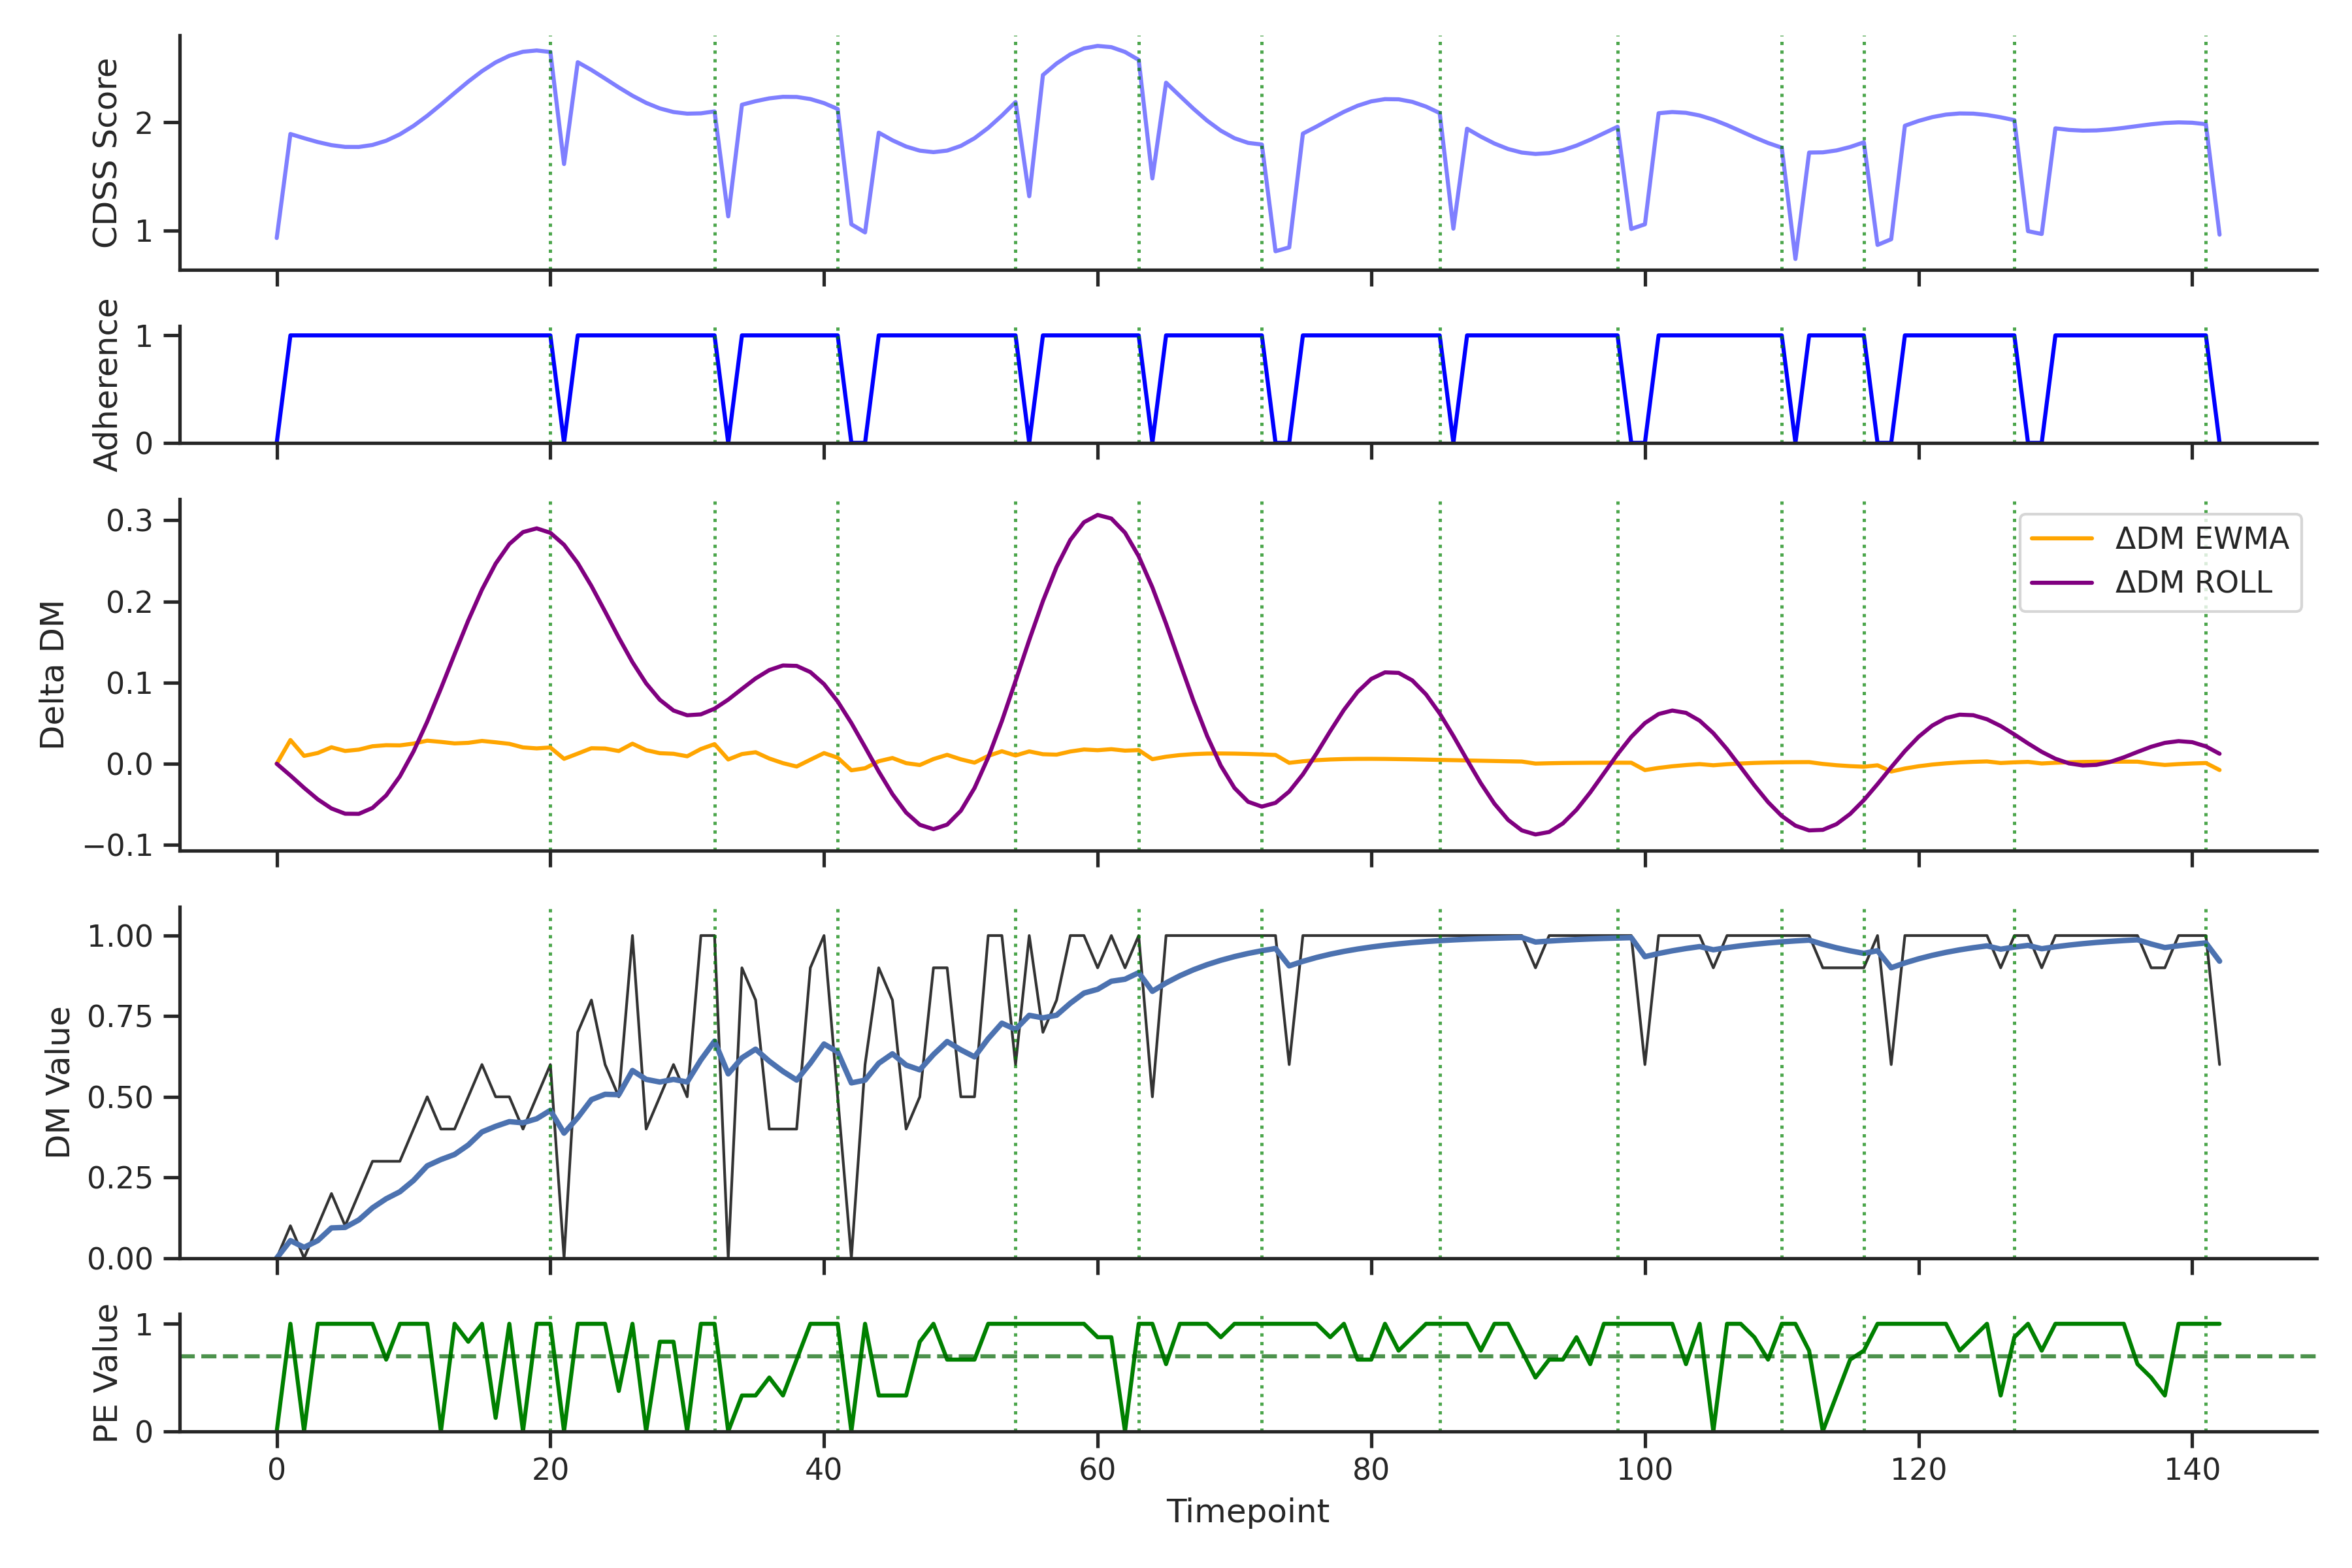 CDSS Score
2
1
Adherence
1
0
Delta DM
0.3
0.2
0.1
0.0
−0.1
ΔDM EWMA
ΔDM ROLL
DM Value
1.00
0.75
0.50
0.25
0.00
PE Value
1
0
0 20 40 60 80 100 120 140
Timepoint